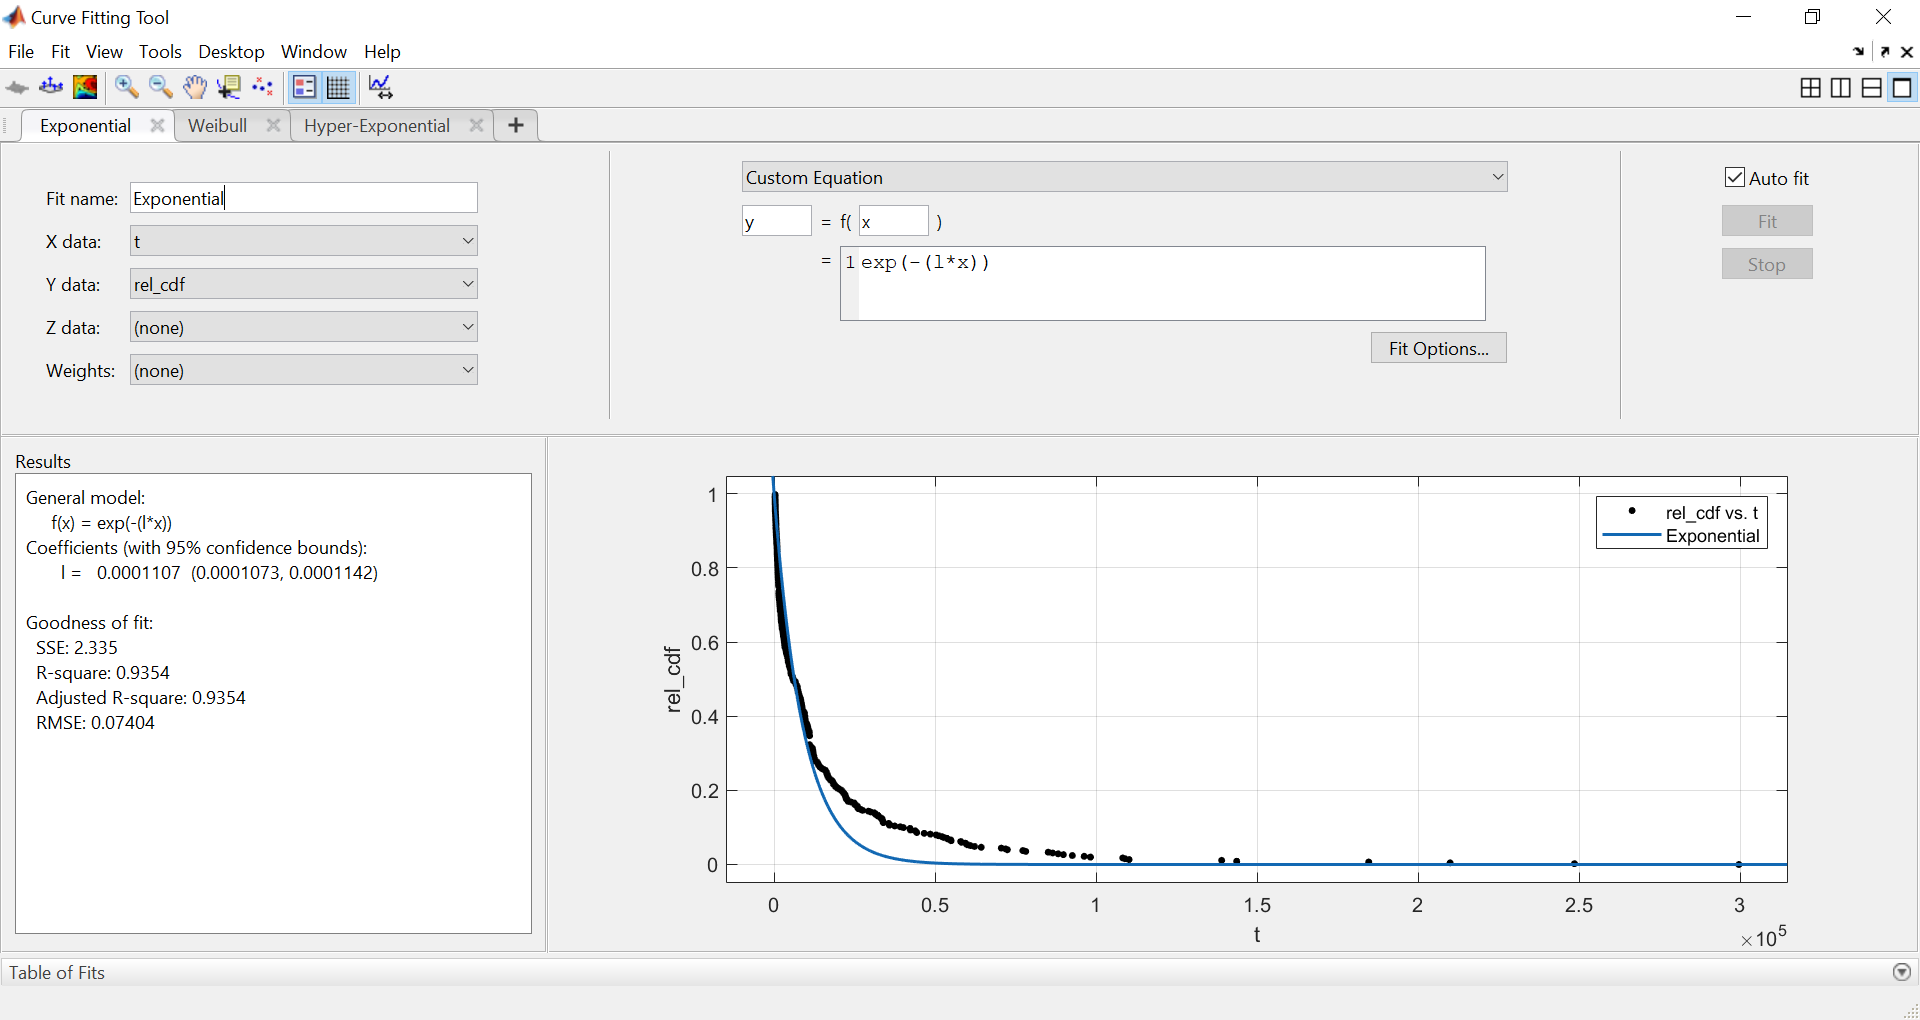 Curve Fitting Tool
File Fit View Tools Desktop Window Help
Exponential Weibull Hyper-Exponential +
Fit name: Exponential
X data: t
Y data: rel_cdf
Z data: (none)
Weights: (none)
Custom Equation
y = f( x )
= 1 exp(-(l*x))
Fit Options...
Auto fit
Fit
Stop
Results
General model:
f(x) = exp(-(l*x))
Coefficients (with 95% confidence bounds):
l = 0.0001107 (0.0001073, 0.0001142)
Goodness of fit:
SSE: 2.335
R-square: 0.9354
Adjusted R-square: 0.9354
RMSE: 0.07404
rel_cdf vs. t
Exponential
1
0.8
0.6
0.4
0.2
0
rel_cdf
0 0.5 1 1.5 2 2.5 3
t
×10⁵
Table of Fits